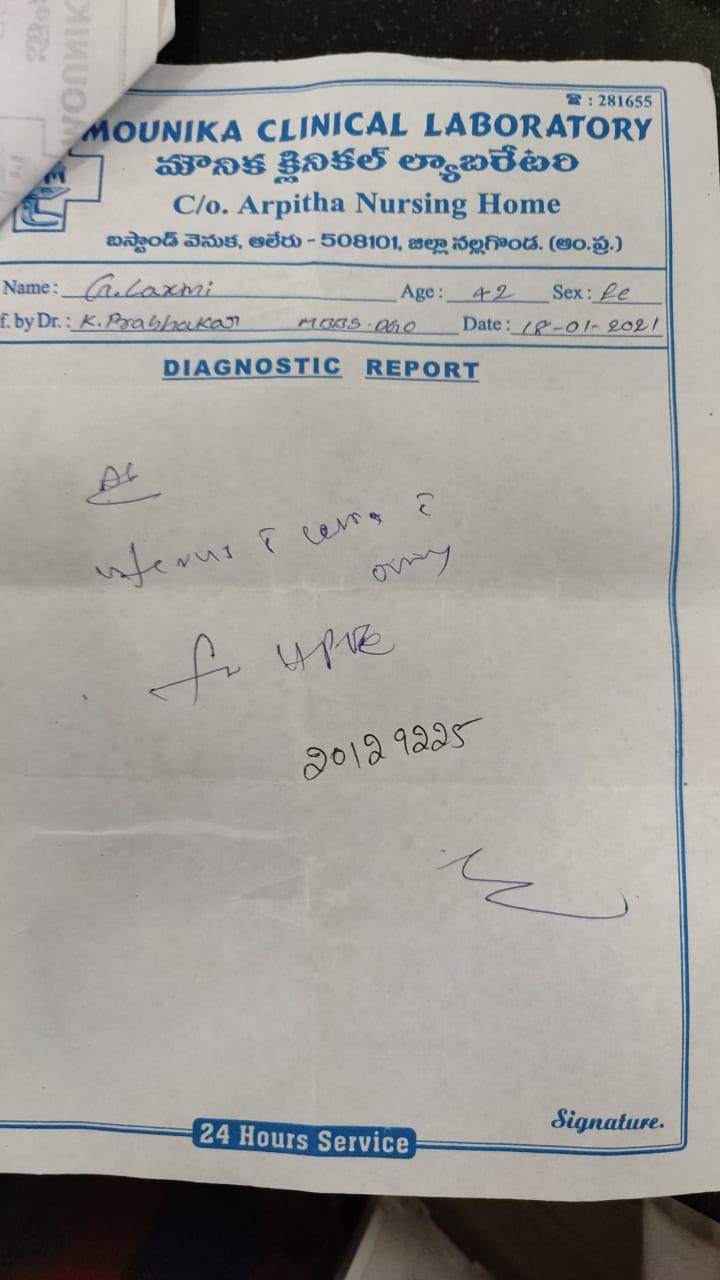 ☎ : 281655
MOUNIKA CLINICAL LABORATORY
మౌనిక క్లినికల్ ల్యాబరేటరి
C/o. Arpitha Nursing Home
బస్టాండ్ వెనుక, ఆలేరు - 508101, జిల్లా నల్లగొండ. (ఆం.ప్ర.)
Name : G. Laxmi Age : 42 Sex : Fe
f. by Dr. : K. Prabhakar MBBS. DGO Date : 18-01-2021
DIAGNOSTIC REPORT
uterus c̄ c̄
ovary
for HPE
20129225
Signature.
24 Hours Service